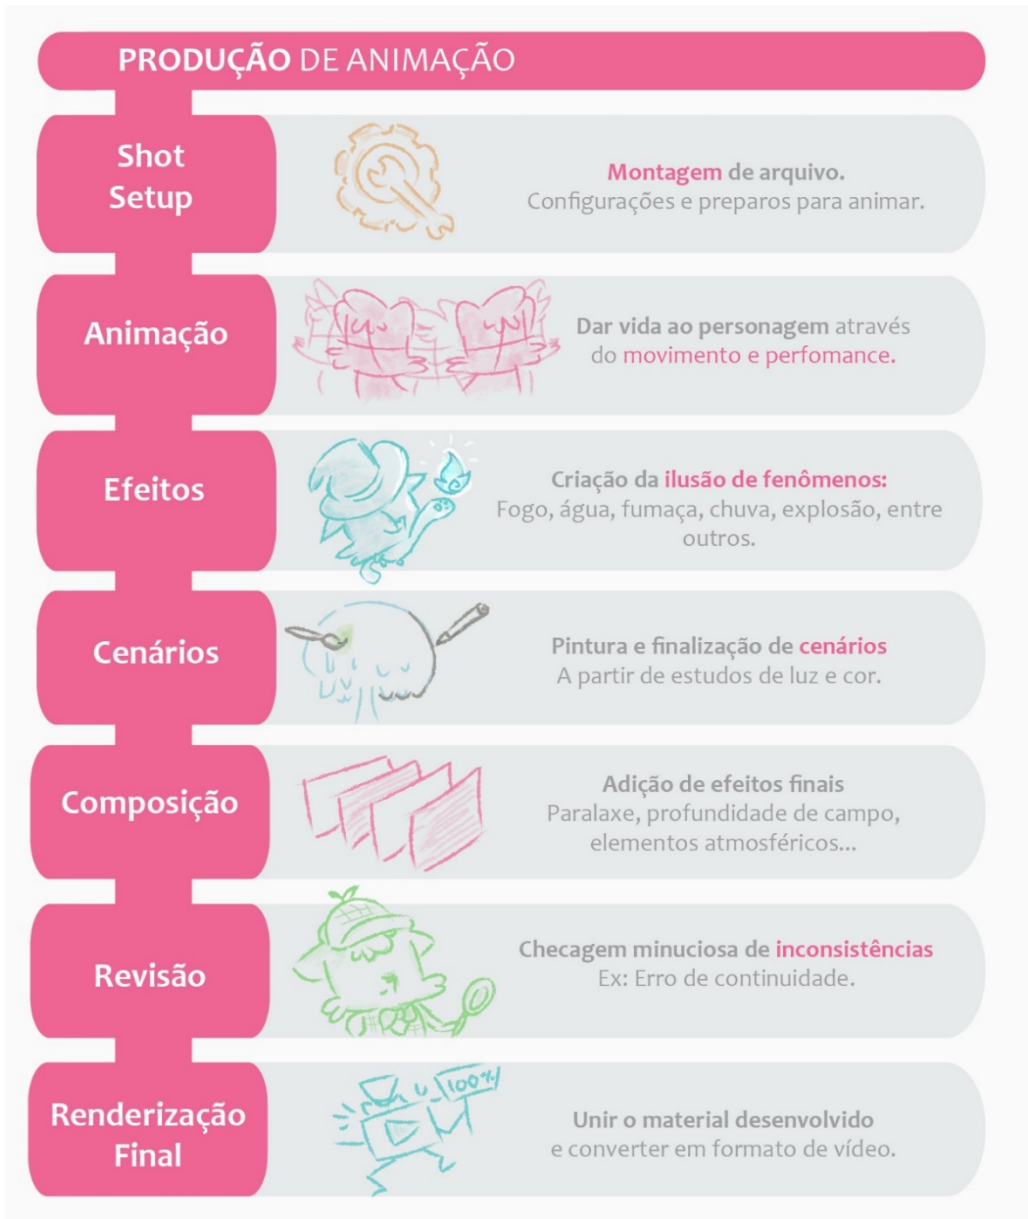 PRODUÇÃO DE ANIMAÇÃO
Shot
Setup
Montagem de arquivo.
Configurações e preparos para animar.
Animação
Dar vida ao personagem através
do movimento e perfomance.
Efeitos
Criação da ilusão de fenômenos:
Fogo, água, fumaça, chuva, explosão, entre
outros.
Cenários
Pintura e finalização de cenários
A partir de estudos de luz e cor.
Composição
Adição de efeitos finais
Paralaxe, profundidade de campo,
elementos atmosféricos...
Revisão
Checagem minuciosa de inconsistências
Ex: Erro de continuidade.
Renderização
Final
100%
Unir o material desenvolvido
e converter em formato de vídeo.